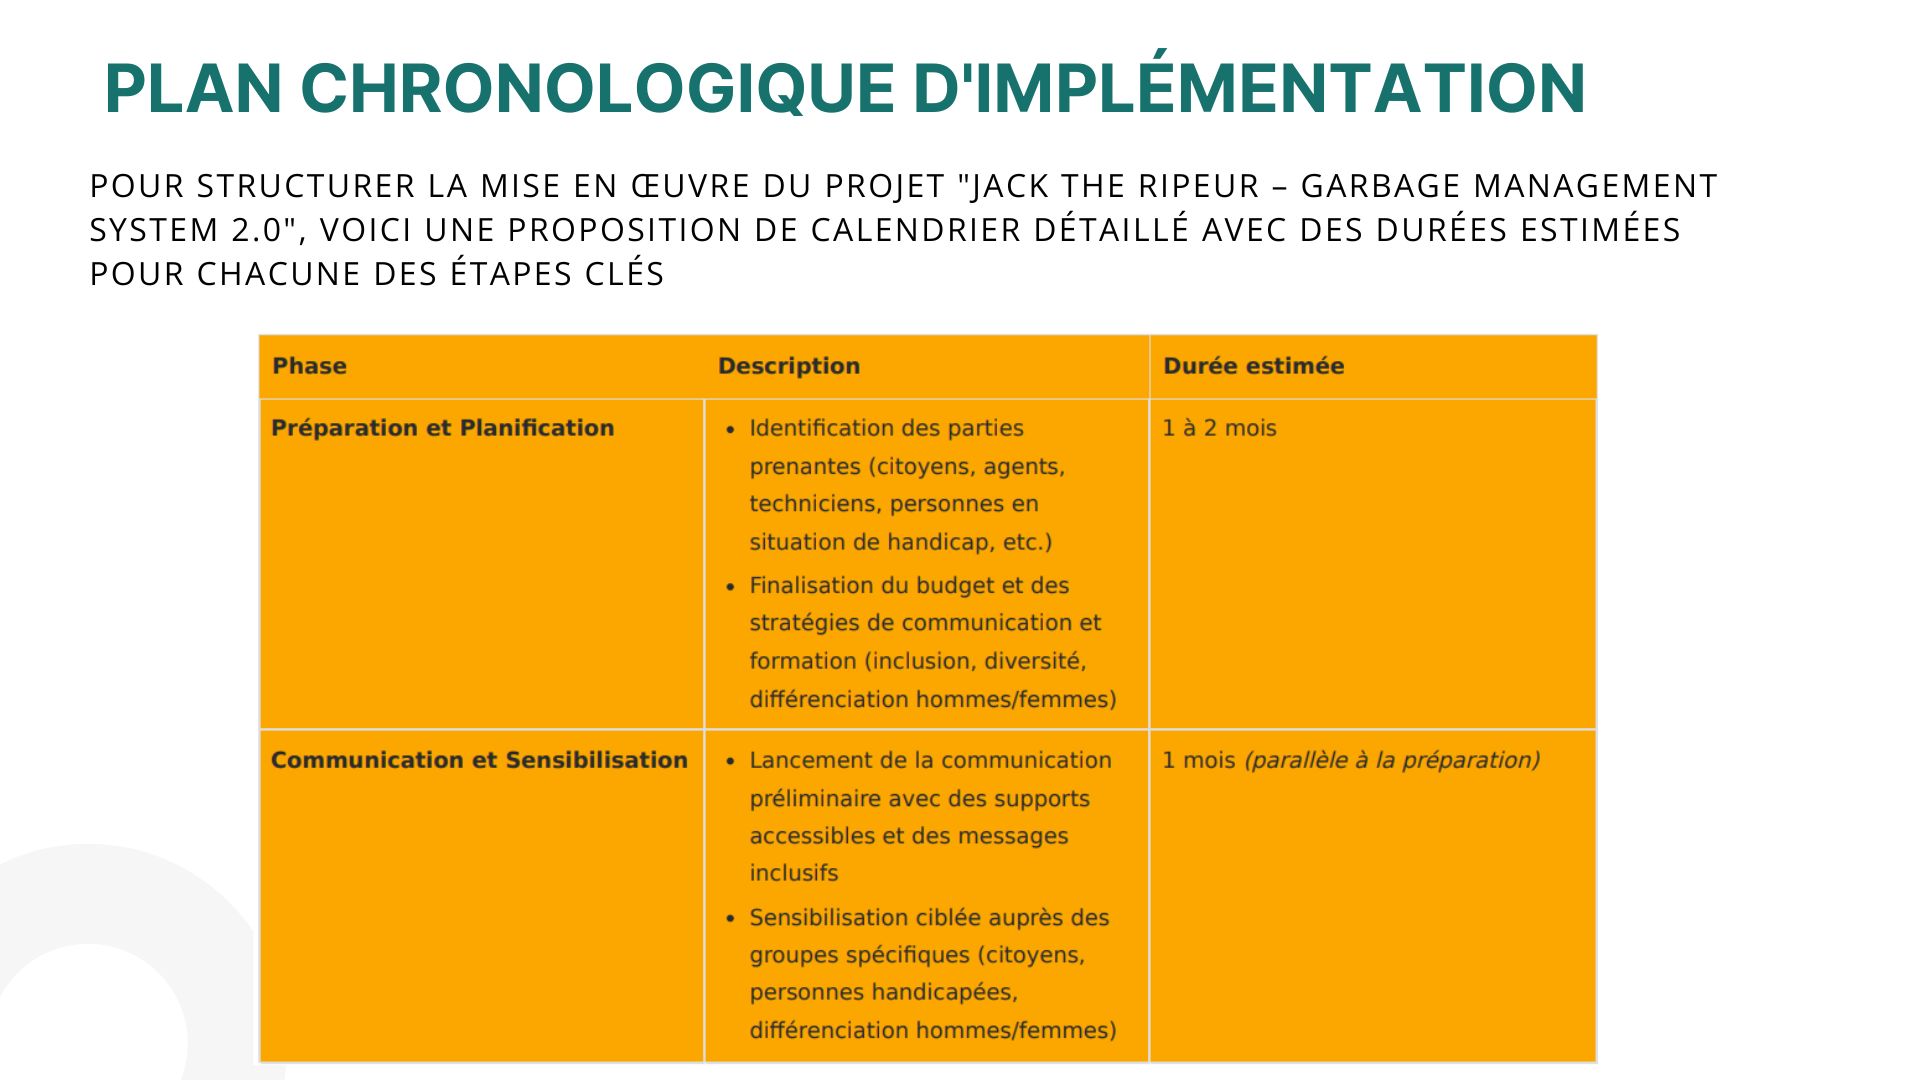 PLAN CHRONOLOGIQUE D'IMPLÉMENTATION
POUR STRUCTURER LA MISE EN ŒUVRE DU PROJET "JACK THE RIPEUR – GARBAGE MANAGEMENT
SYSTEM 2.0", VOICI UNE PROPOSITION DE CALENDRIER DÉTAILLÉ AVEC DES DURÉES ESTIMÉES
POUR CHACUNE DES ÉTAPES CLÉS
Phase
Description
Durée estimée
Préparation et Planification
• Identification des parties
prenantes (citoyens, agents,
techniciens, personnes en
situation de handicap, etc.)
• Finalisation du budget et des
stratégies de communication et
formation (inclusion, diversité,
différenciation hommes/femmes)
1 à 2 mois
Communication et Sensibilisation
• Lancement de la communication
préliminaire avec des supports
accessibles et des messages
inclusifs
• Sensibilisation ciblée auprès des
groupes spécifiques (citoyens,
personnes handicapées,
différenciation hommes/femmes)
1 mois (parallèle à la préparation)